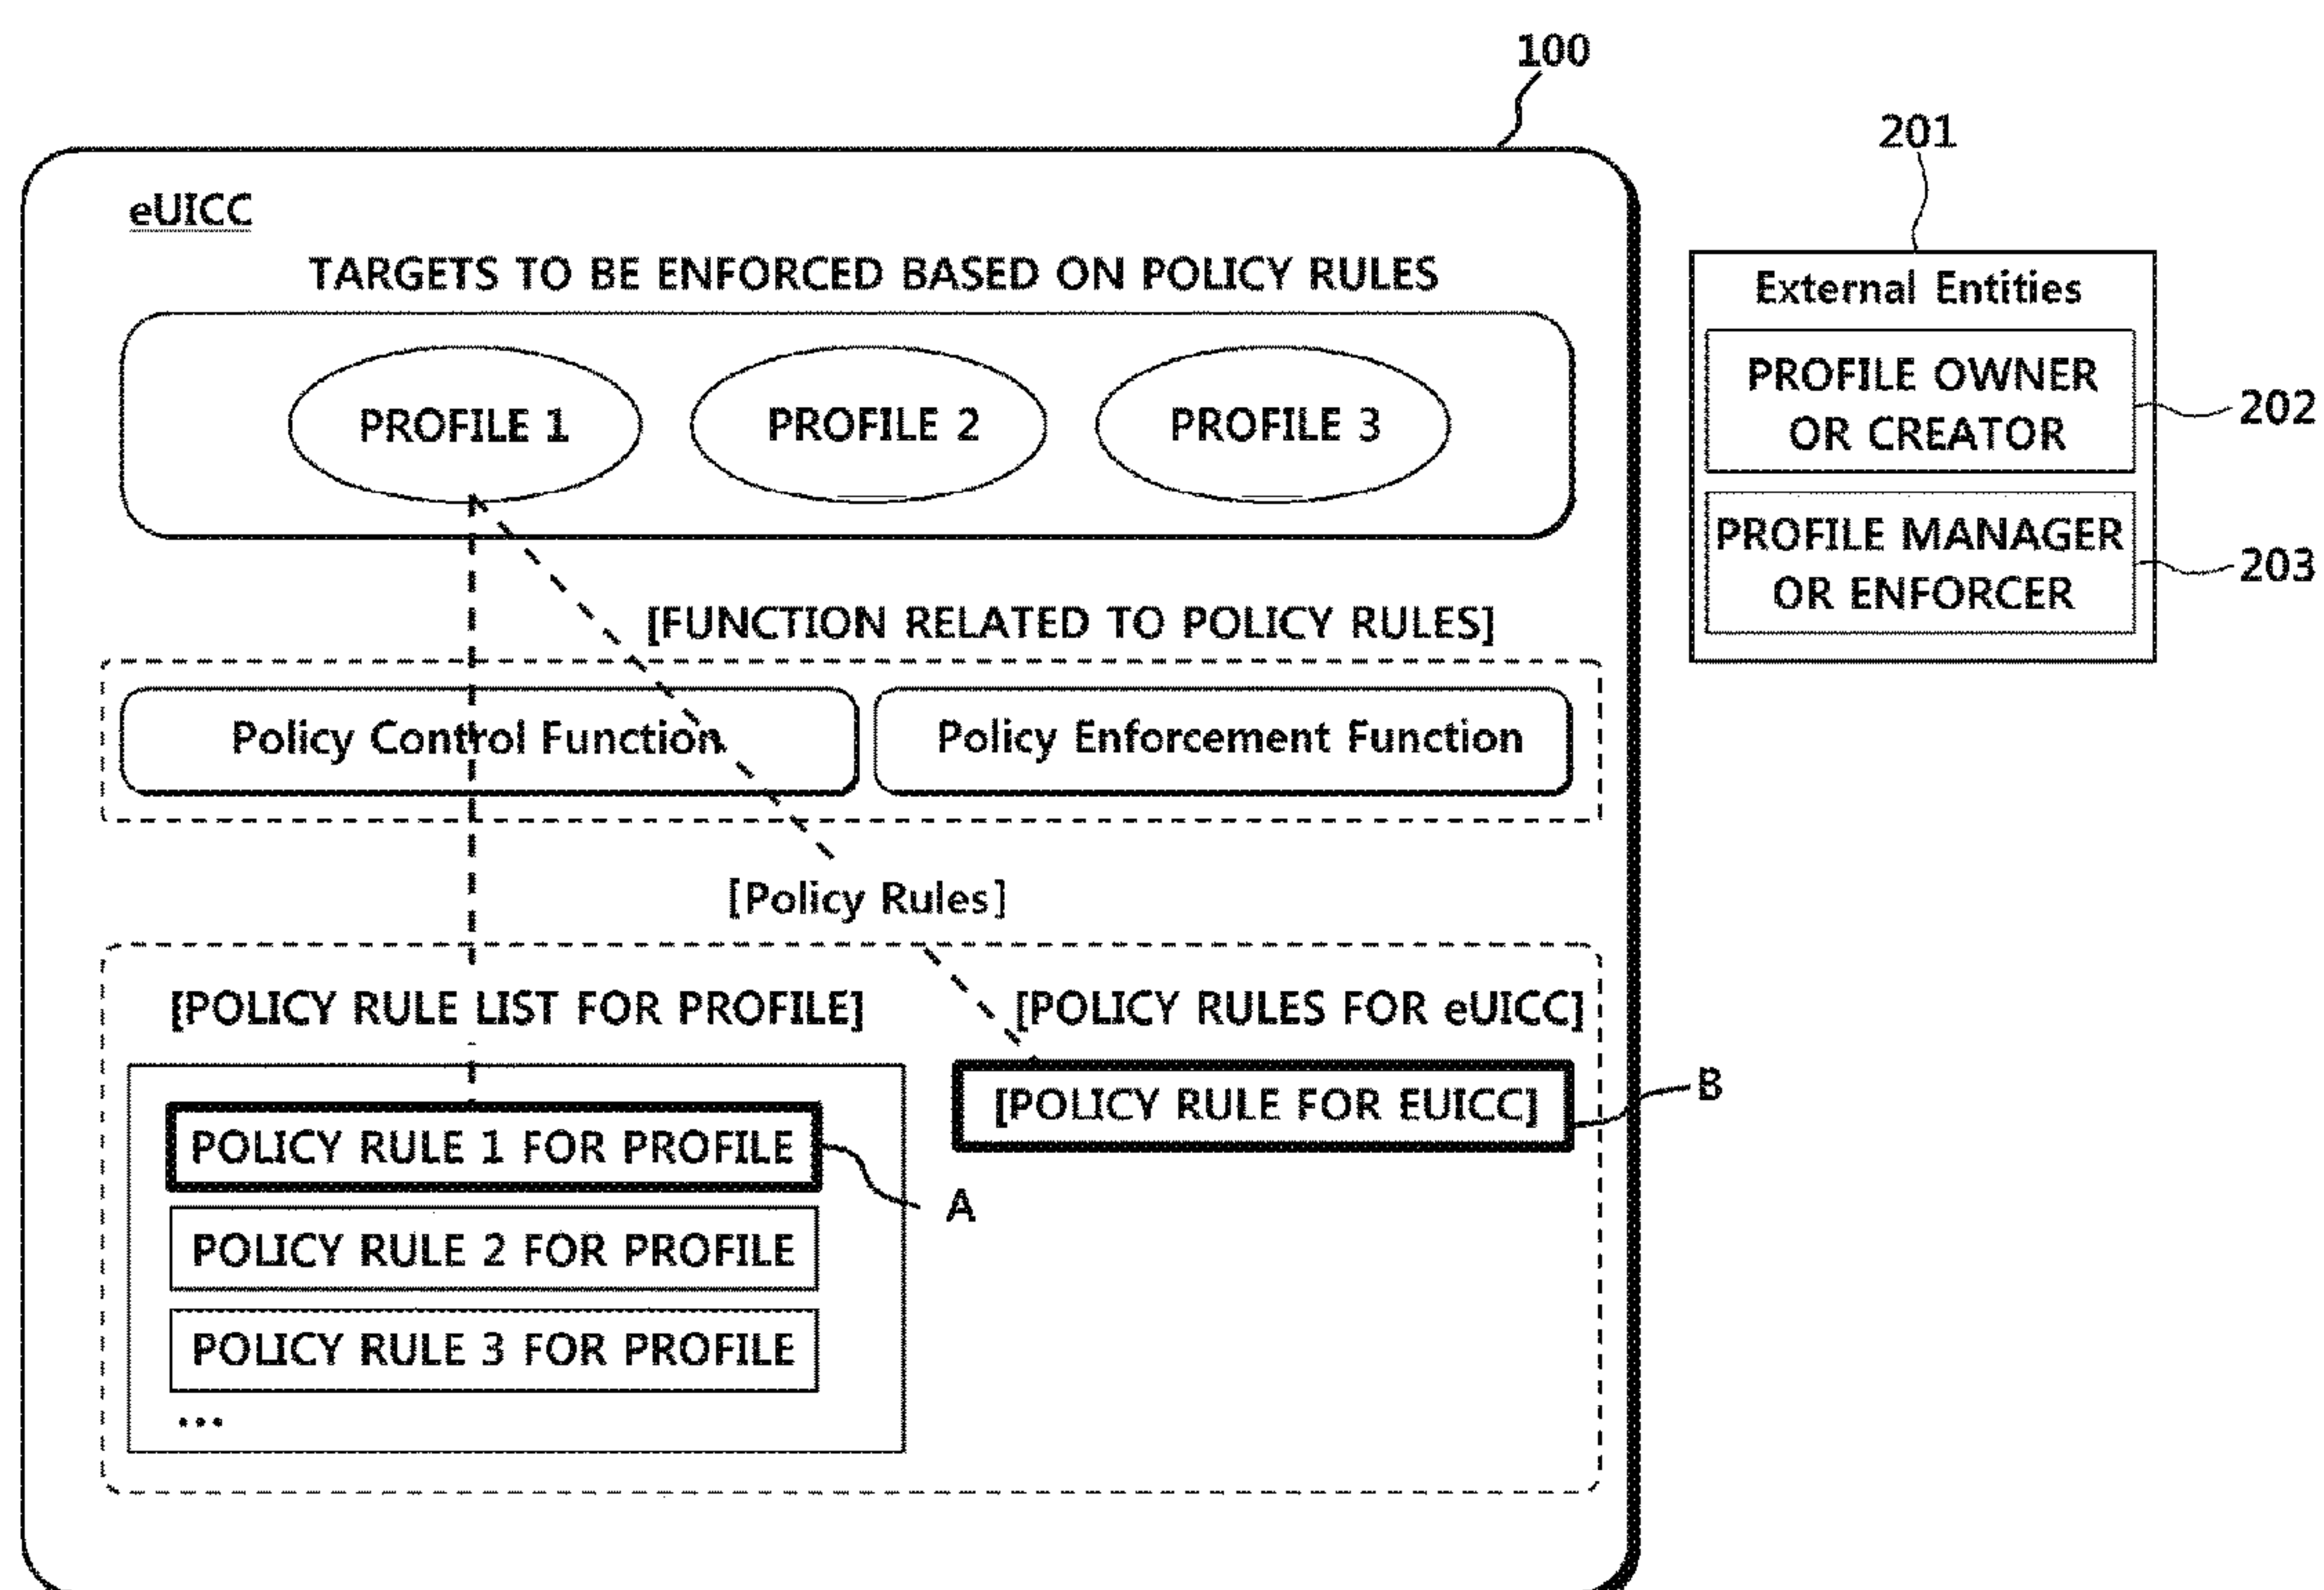 100
201
eUICC
TARGETS TO BE ENFORCED BASED ON POLICY RULES
External Entities
PROFILE 1
PROFILE 2
PROFILE 3
PROFILE OWNER
OR CREATOR
202
PROFILE MANAGER
OR ENFORCER
203
[FUNCTION RELATED TO POLICY RULES]
Policy Control Function
Policy Enforcement Function
[Policy Rules]
[POLICY RULE LIST FOR PROFILE]
[POLICY RULES FOR eUICC]
[POLICY RULE FOR EUICC]
B
POLICY RULE 1 FOR PROFILE
A
POLICY RULE 2 FOR PROFILE
POLICY RULE 3 FOR PROFILE
...